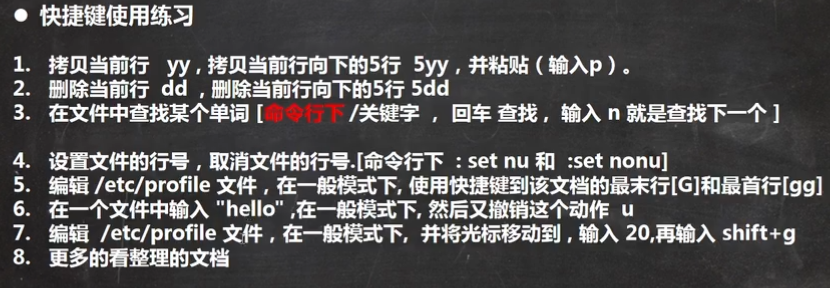 ● 快捷键使用练习
1. 拷贝当前行 yy , 拷贝当前行向下的5行 5yy , 并粘贴（输入p）。
2. 删除当前行 dd , 删除当前行向下的5行 5dd
3. 在文件中查找某个单词 [命令行下 /关键字 , 回车 查找 , 输入 n 就是查找下一个 ]
4. 设置文件的行号 , 取消文件的行号.[命令行下 : set nu 和 :set nonu]
5. 编辑 /etc/profile 文件 , 在一般模式下, 使用快捷键到该文档的最末行[G]和最首行[gg]
6. 在一个文件中输入 "hello" ,在一般模式下, 然后又撤销这个动作 u
7. 编辑 /etc/profile 文件 , 在一般模式下, 并将光标移动到 , 输入 20,再输入 shift+g
8. 更多的看整理的文档